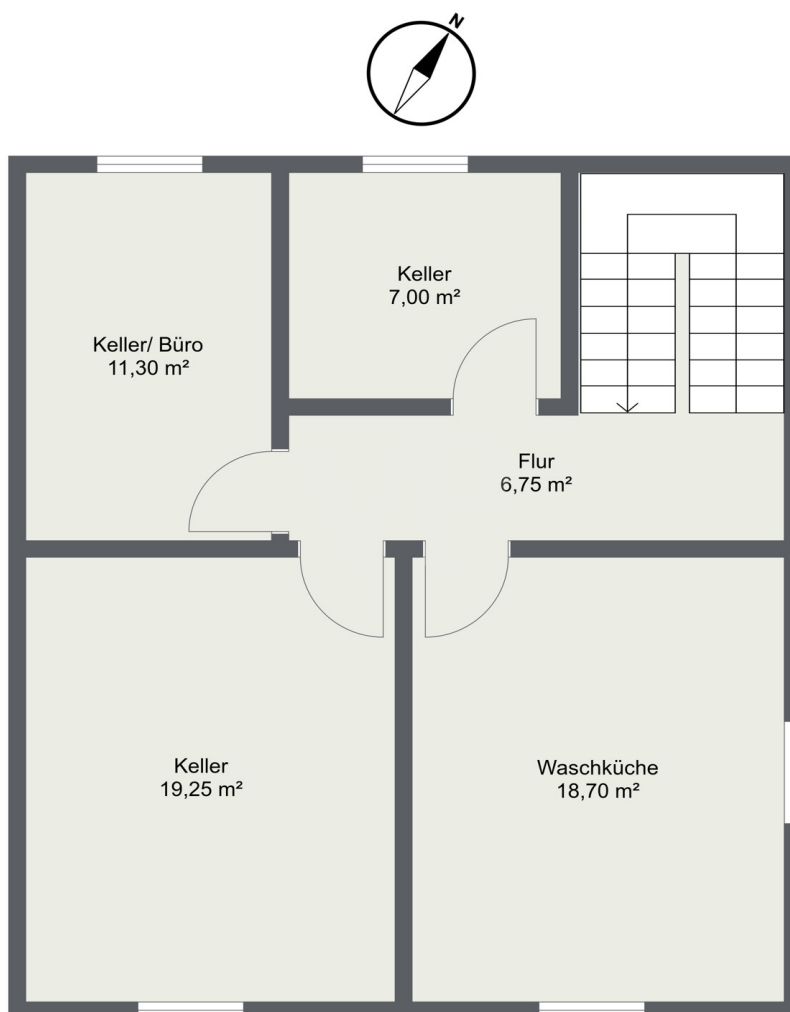 N
Keller
7,00 m²
Keller/ Büro
11,30 m²
Flur
6,75 m²
Keller
19,25 m²
Waschküche
18,70 m²